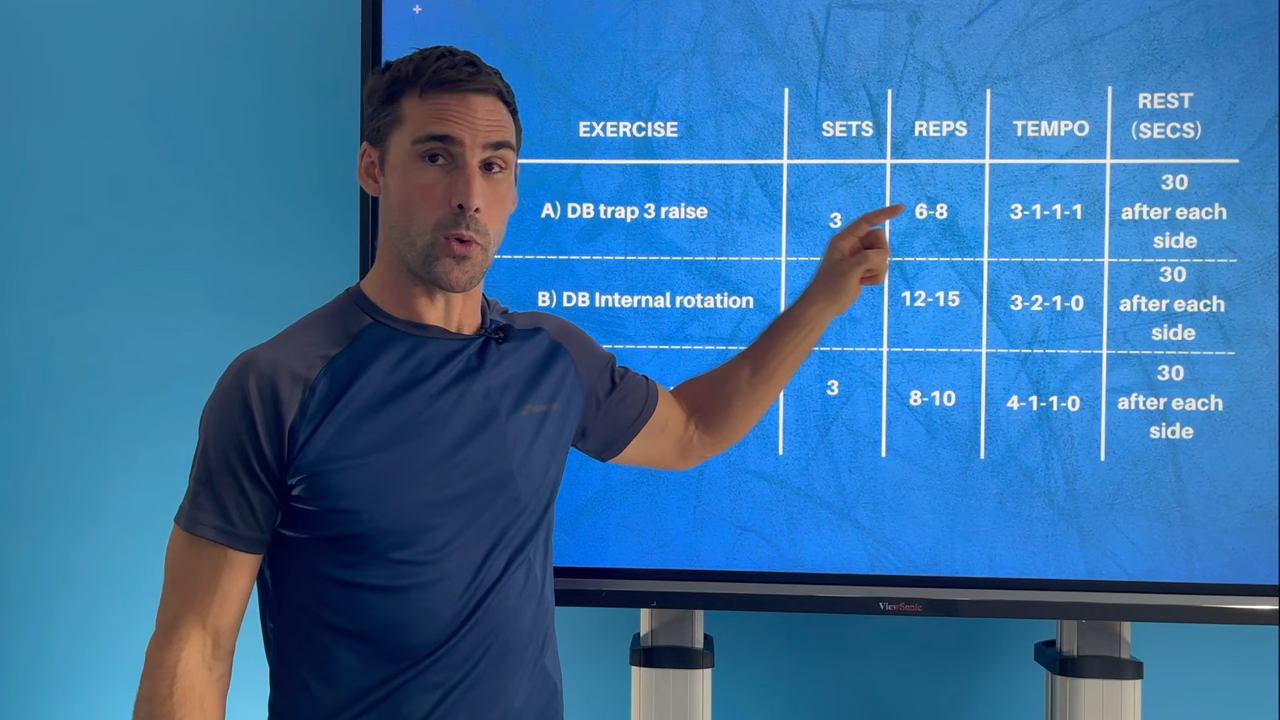 EXERCISE SETS REPS TEMPO REST (SECS)
A) DB trap 3 raise 3 6-8 3-1-1-1 30 after each side
B) DB Internal rotation 12-15 3-2-1-0 30 after each side
3 8-10 4-1-1-0 30 after each side
ViewSonic